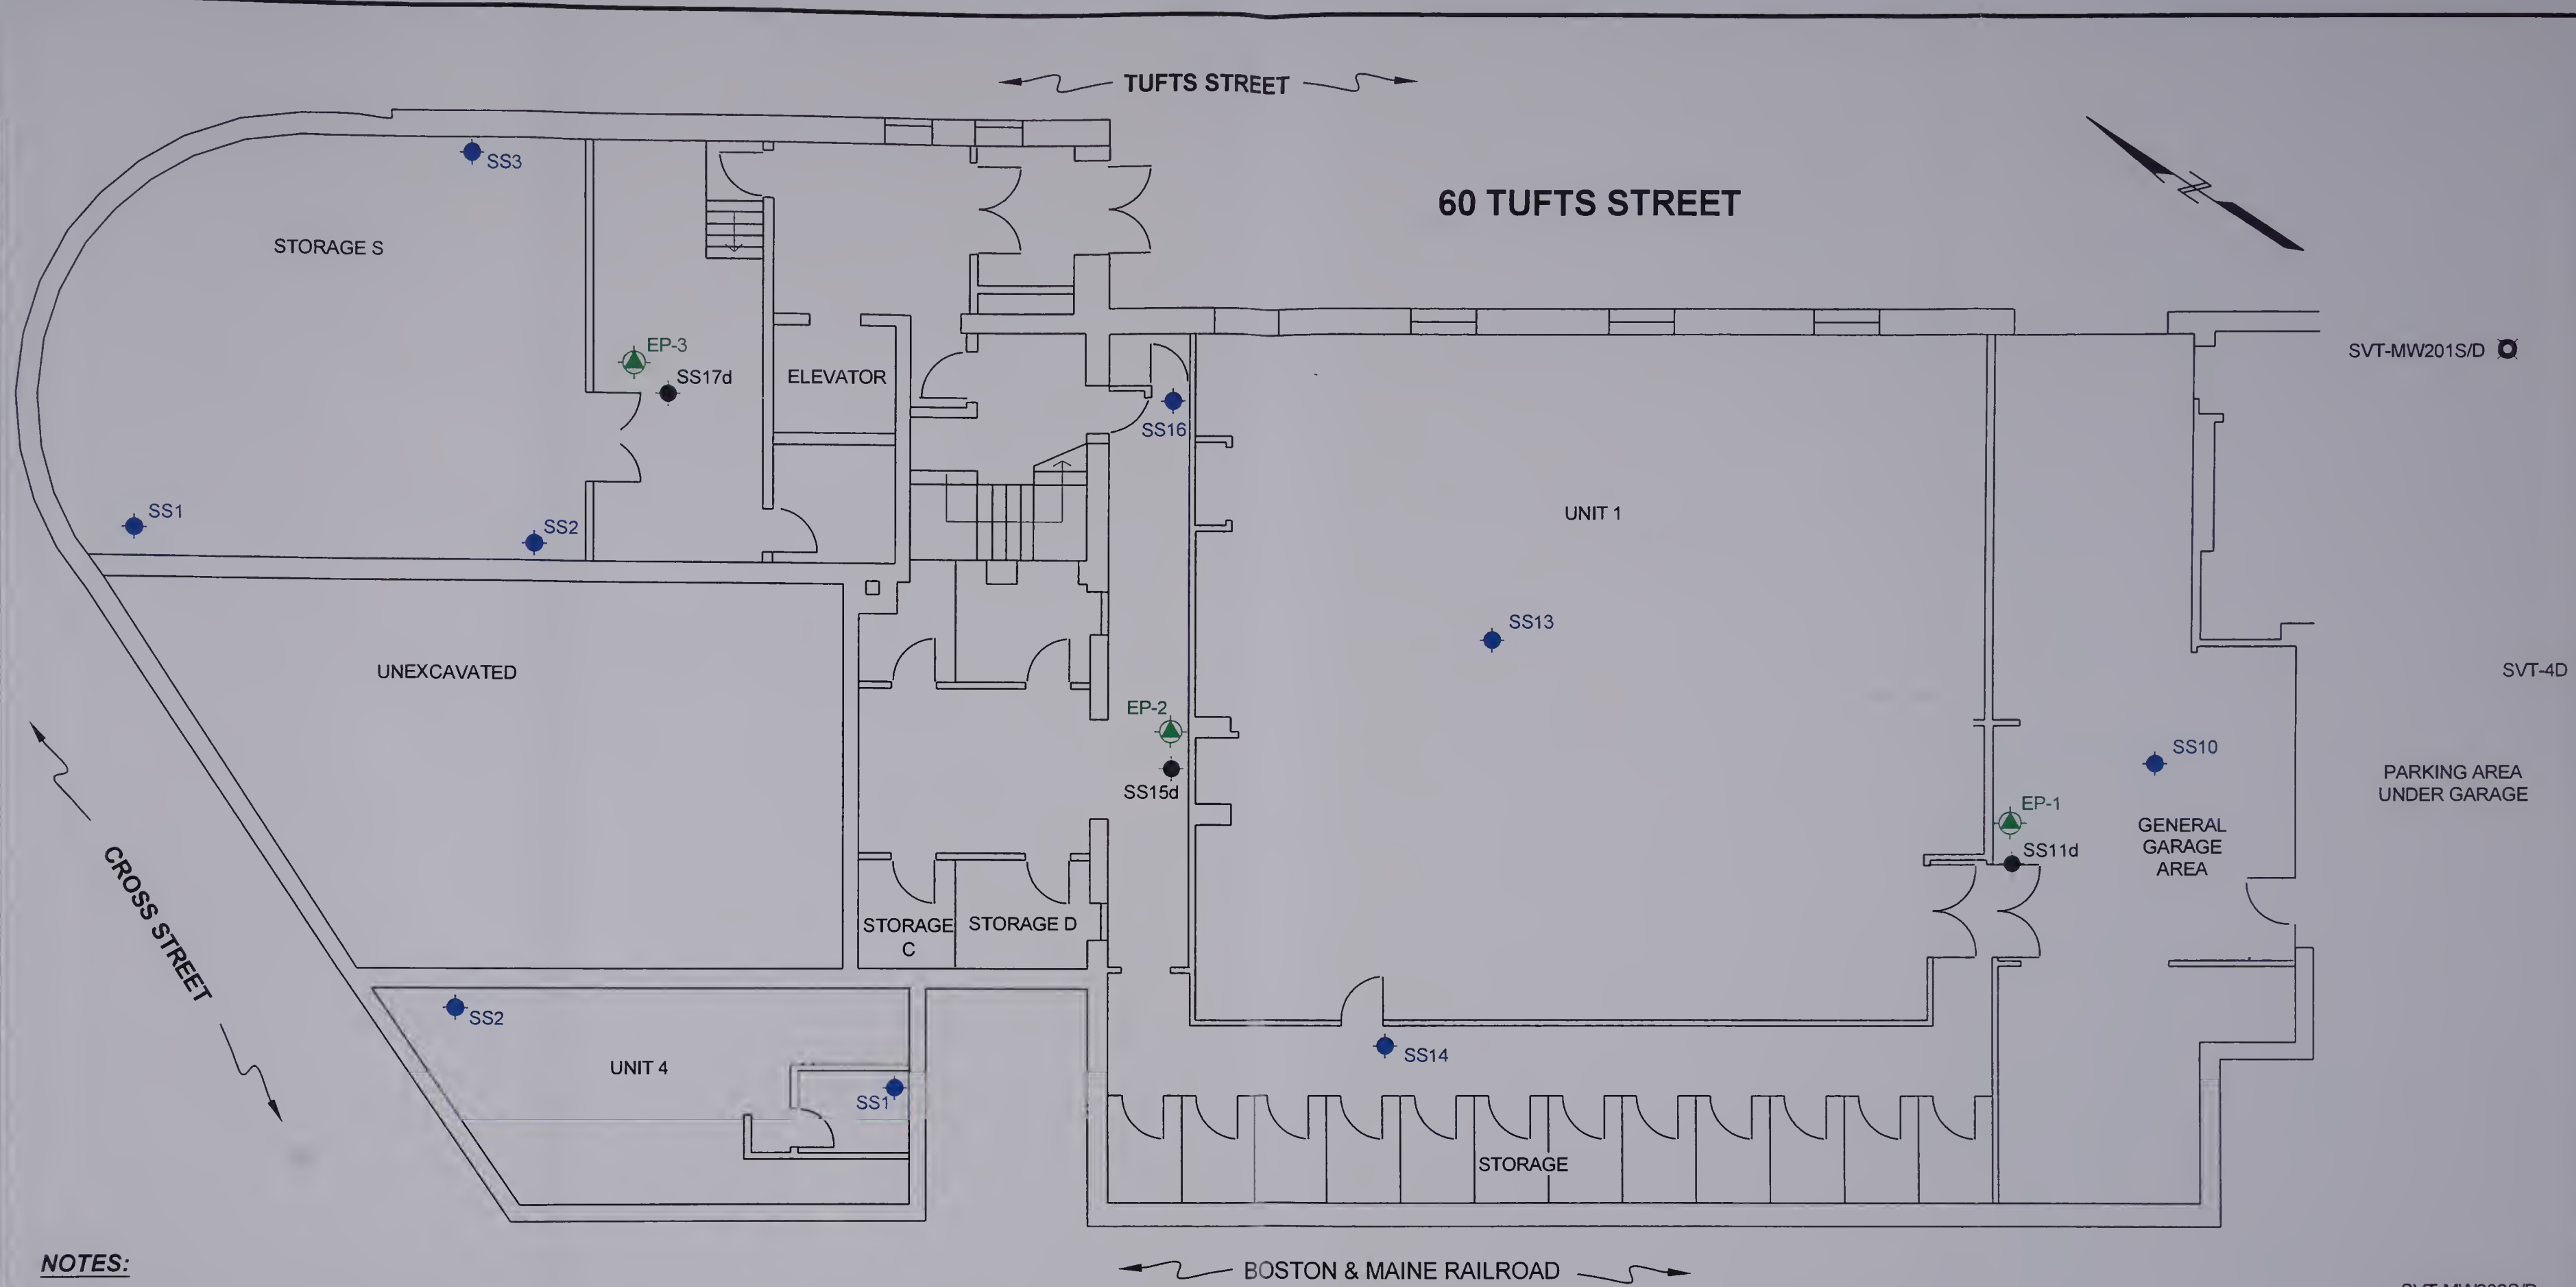 TUFTS STREET
60 TUFTS STREET
SS3
STORAGE S
EP-3
SS17d
ELEVATOR
SS16
SVT-MW201S/D
SS1
SS2
UNIT 1
SS13
UNEXCAVATED
SVT-4D
EP-2
SS15d
SS10
PARKING AREA
UNDER GARAGE
EP-1
SS11d
GENERAL
GARAGE
AREA
CROSS STREET
STORAGE
C
STORAGE D
SS2
UNIT 4
SS1
SS14
STORAGE
NOTES:
BOSTON & MAINE RAILROAD